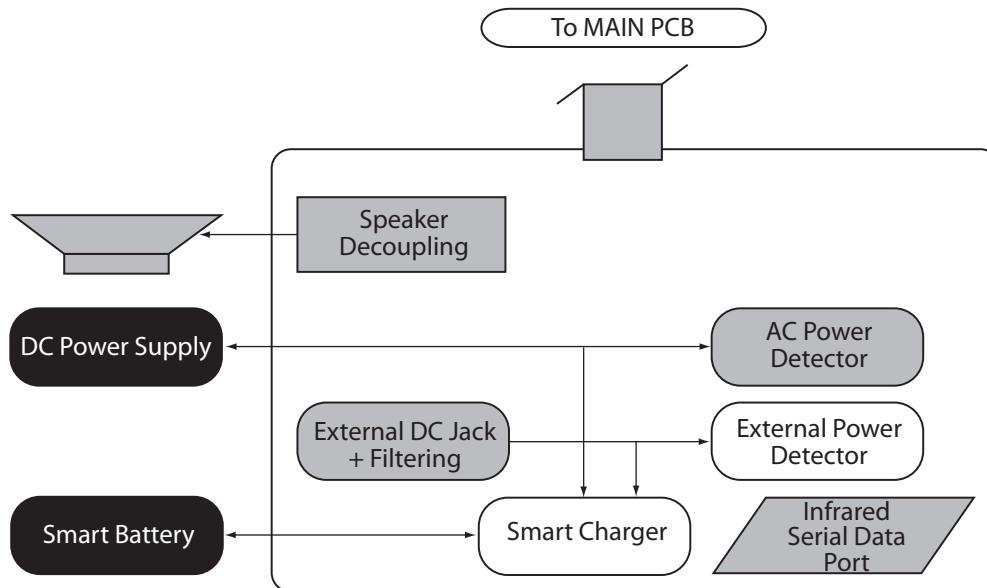 To MAIN PCB
Speaker
Decoupling
DC Power Supply
AC Power
Detector
External DC Jack
+ Filtering
External Power
Detector
Smart Battery
Smart Charger
Infrared
Serial Data
Port